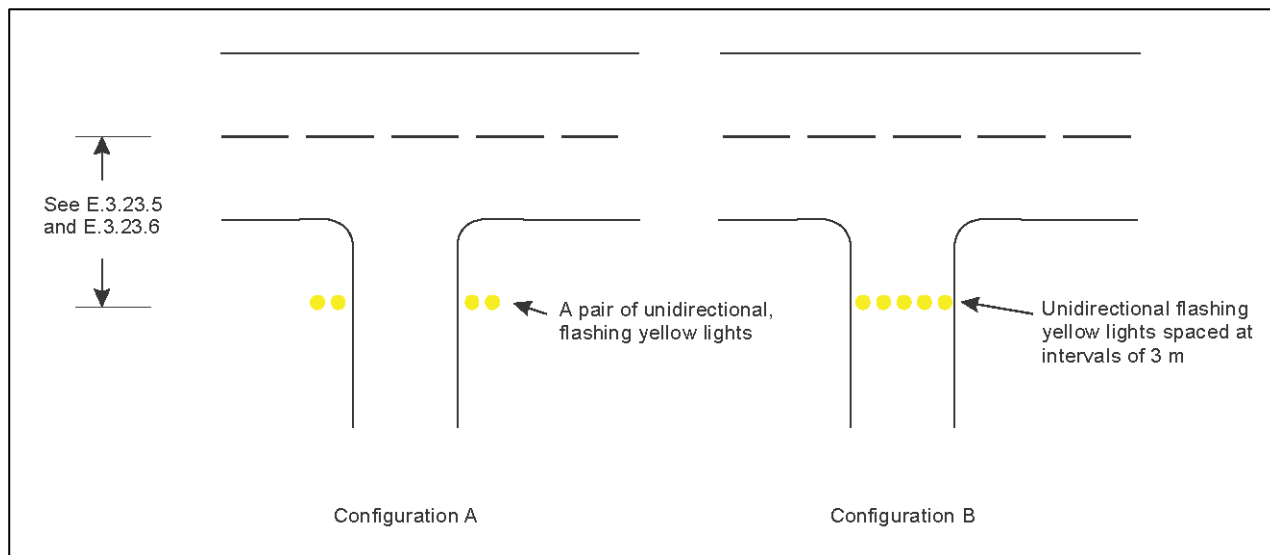 See E.3.23.5
and E.3.23.6
A pair of unidirectional,
flashing yellow lights
Unidirectional flashing
yellow lights spaced at
intervals of 3 m
Configuration A
Configuration B